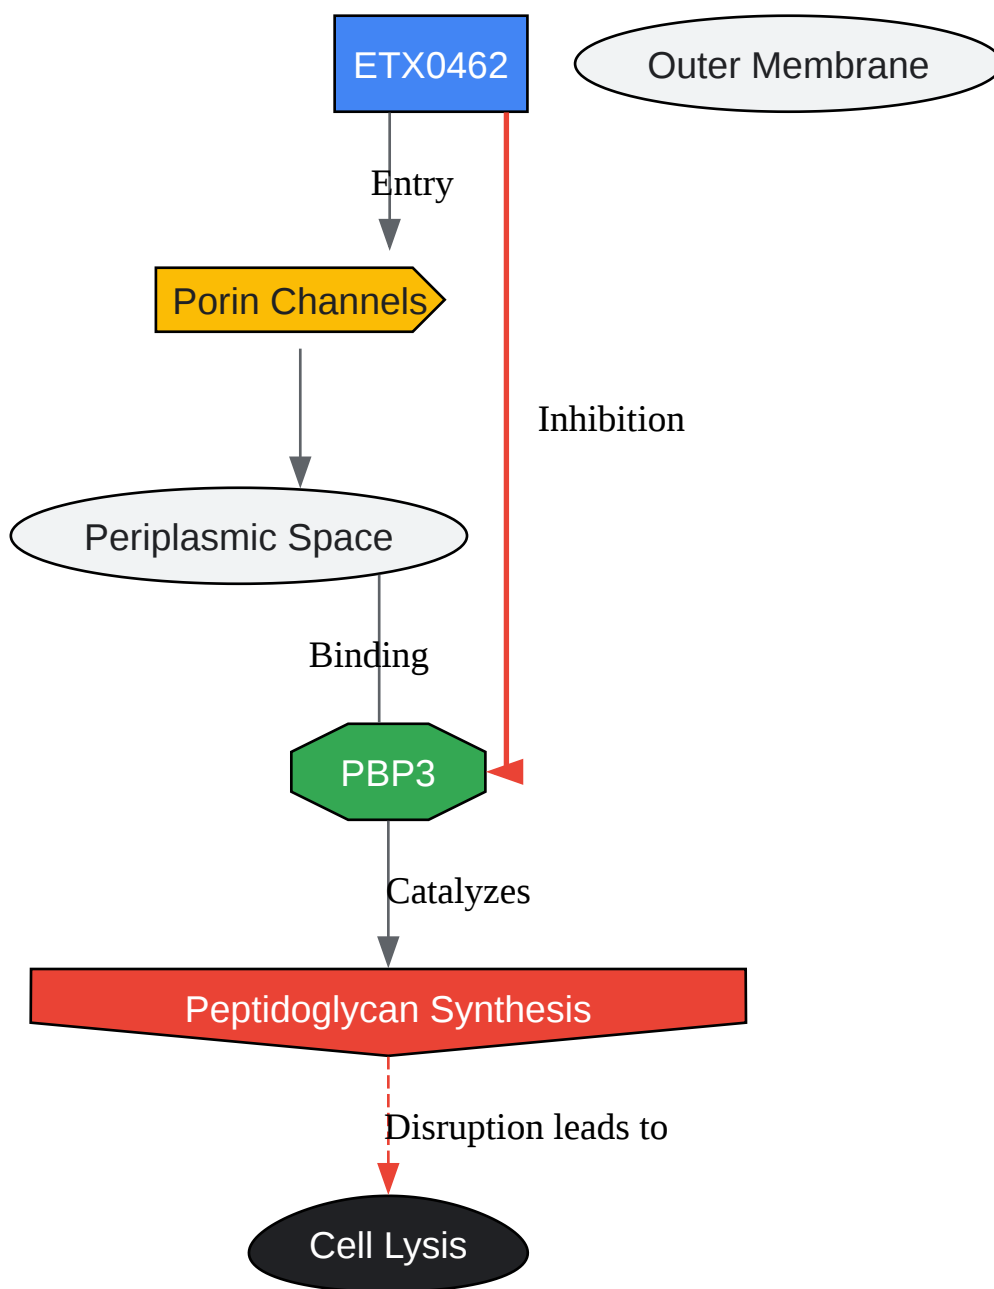 ETX0462
Outer Membrane
Entry
Porin Channels
Inhibition
Periplasmic Space
Binding
PBP3
Catalyzes
Peptidoglycan Synthesis
Disruption leads to
Cell Lysis